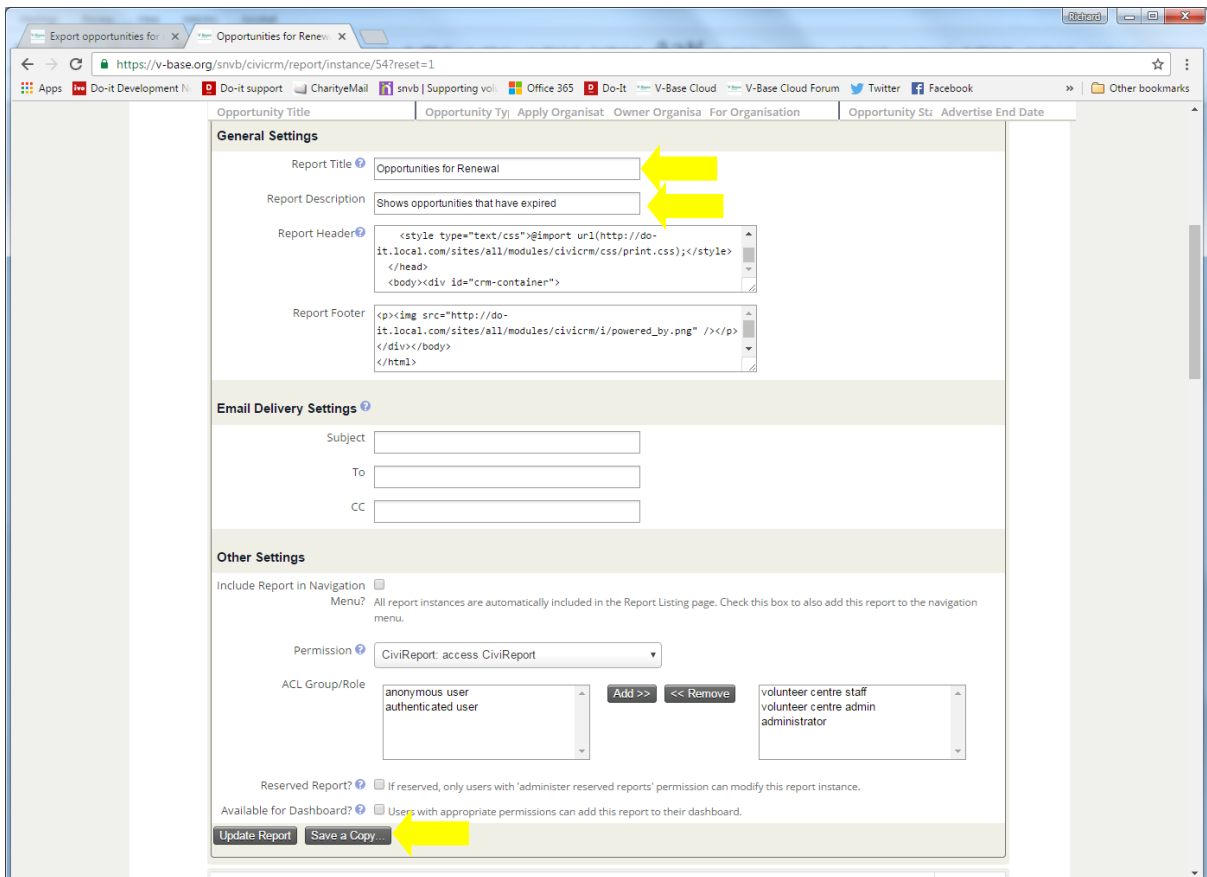 Richard
Export opportunities for
Opportunities for Renew
https://v-base.org/snvb/civicrm/report/instance/54?reset=1
Apps Do-it Development N Do-it support CharityeMail snvb | Supporting vol Office 365 Do-It V-Base Cloud V-Base Cloud Forum Twitter Facebook » Other bookmarks
Opportunity Title Opportunity Ty Apply Organisat Owner Organisa For Organisation Opportunity Sta Advertise End Date
General Settings
Report Title Opportunities for Renewal
Report Description Shows opportunities that have expired
Report Header <style type="text/css">@import url(http://do-
it.local.com/sites/all/modules/civicrm/css/print.css);</style>
</head>
<body><div id="crm-container">
Report Footer <p><img src="http://do-
it.local.com/sites/all/modules/civicrm/i/powered_by.png" /></p>
</div></body>
</html>
Email Delivery Settings
Subject
To
CC
Other Settings
Include Report in Navigation
Menu? All report instances are automatically included in the Report Listing page. Check this box to also add this report to the navigation
menu.
Permission CiviReport: access CiviReport
ACL Group/Role
anonymous user
authenticated user
Add >> << Remove
volunteer centre staff
volunteer centre admin
administrator
Reserved Report? If reserved, only users with 'administer reserved reports' permission can modify this report instance.
Available for Dashboard? Users with appropriate permissions can add this report to their dashboard.
Update Report Save a Copy...